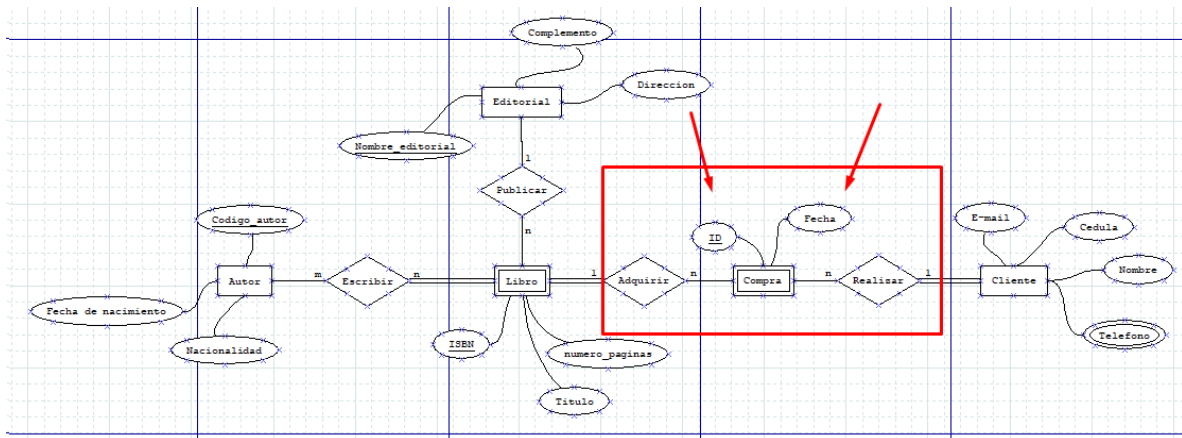 Complemento
Editorial
Direccion
Nombre_editorial
1
Publicar
n
Codigo_autor
Autor
Fecha de nacimiento
Nacionalidad
m
Escribir
n
Libro
ISBN
numero_paginas
Titulo
1
Adquirir
n
ID
Fecha
Compra
n
Realizar
1
Cliente
E-mail
Cedula
Nombre
Telefono